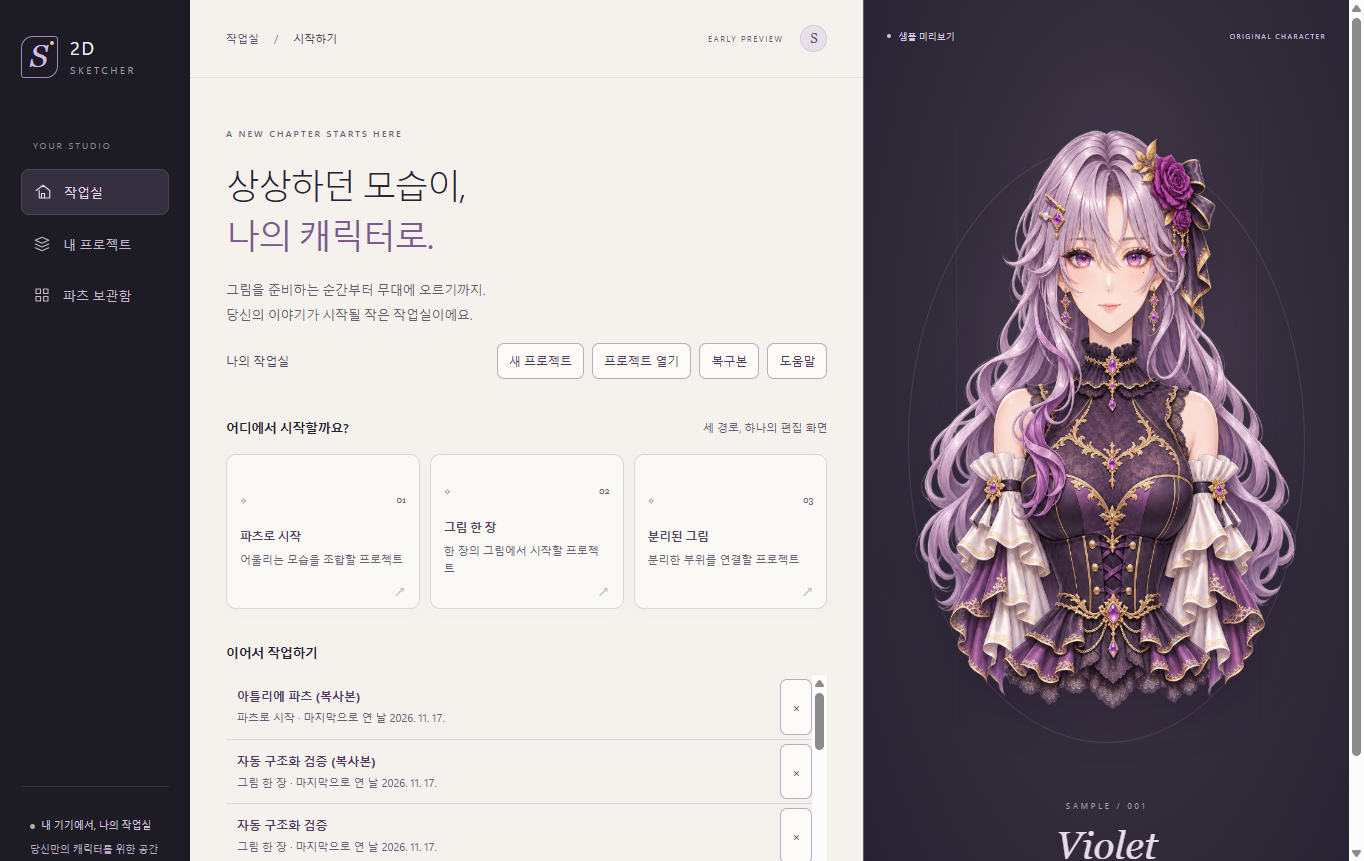 S
2D
SKETCHER
YOUR STUDIO
작업실
내 프로젝트
파츠 보관함
내 기기에서, 나의 작업실
당신만의 캐릭터를 위한 공간
작업실 / 시작하기
EARLY PREVIEW
S
A NEW CHAPTER STARTS HERE
상상하던 모습이,
나의 캐릭터로.
그림을 준비하는 순간부터 무대에 오르기까지.
당신의 이야기가 시작될 작은 작업실이에요.
나의 작업실
새 프로젝트
프로젝트 열기
복구본
도움말
어디에서 시작할까요?
세 경로, 하나의 편집 화면
01
파츠로 시작
어울리는 모습을 조합할 프로젝트
02
그림 한 장
한 장의 그림에서 시작할 프로젝
트
03
분리된 그림
분리한 부위를 연결할 프로젝트
이어서 작업하기
아틀리에 파츠 (복사본)
파츠로 시작 · 마지막으로 연 날 2026. 11. 17.
자동 구조화 검증 (복사본)
그림 한 장 · 마지막으로 연 날 2026. 11. 17.
자동 구조화 검증
그림 한 장 · 마지막으로 연 날 2026. 11. 17.
샘플 미리보기
ORIGINAL CHARACTER
SAMPLE / 001
Violet